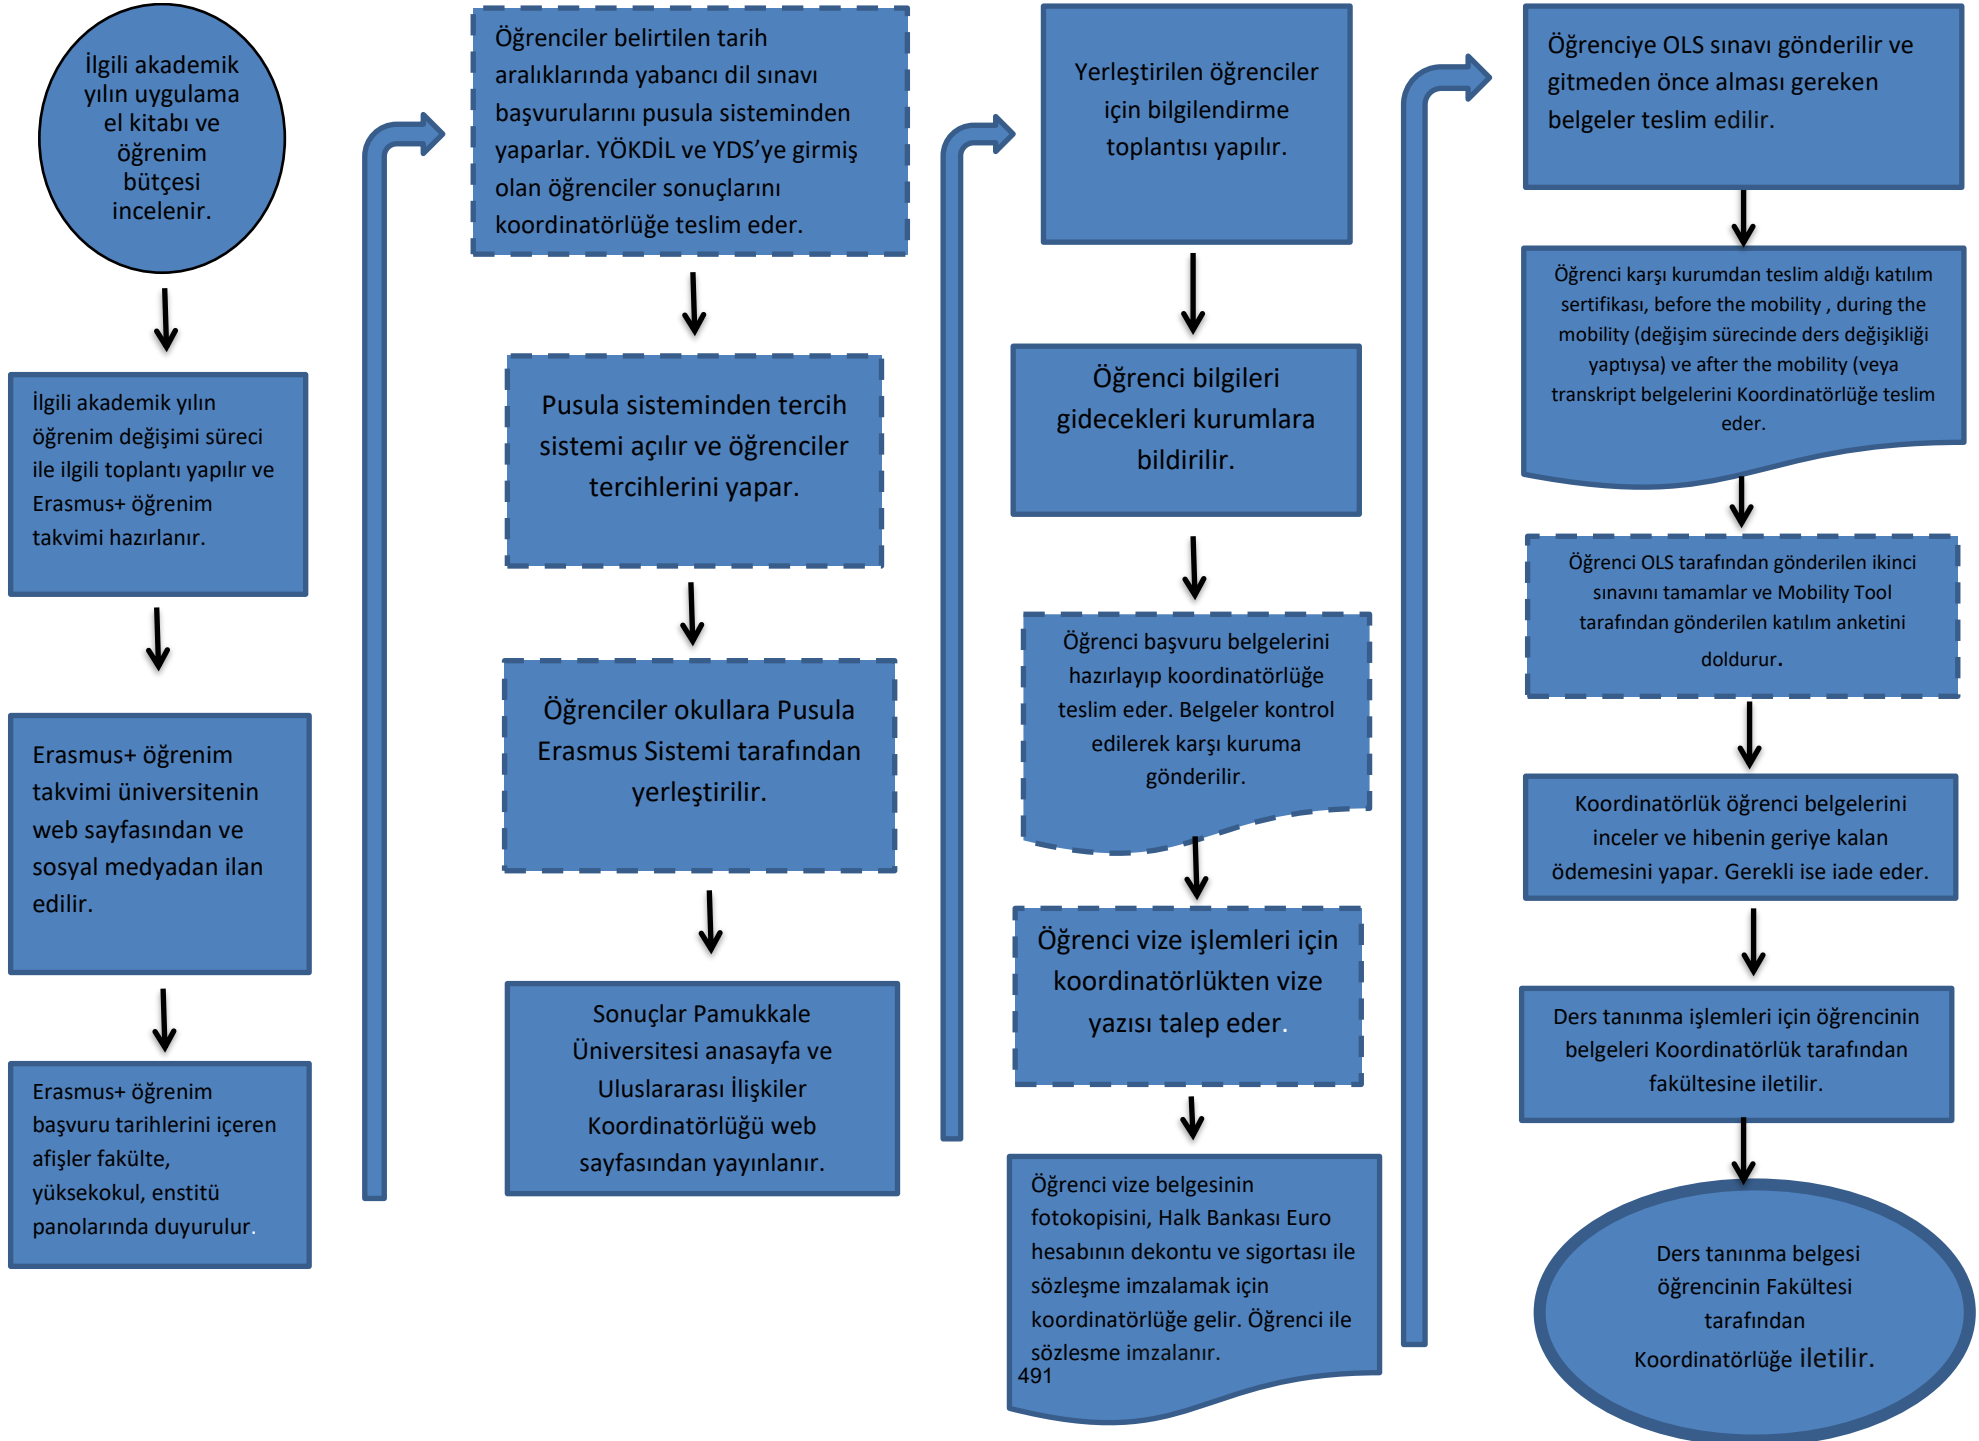 İlgili akademik
yılın uygulama
el kitabı ve
öğrenim
bütçesi
incelenir.
İlgili akademik yılın
öğrenim değişimi süreci
ile ilgili toplantı yapılır ve
Erasmus+ öğrenim
takvimi hazırlanır.
Erasmus+ öğrenim
takvimi üniversitenin
web sayfasından ve
sosyal medyadan ilan
edilir.
Erasmus+ öğrenim
başvuru tarihlerini içeren
afişler fakülte,
yüksekokul, enstitü
panolarında duyurulur.
Öğrenciler belirtilen tarih
aralıklarında yabancı dil sınavı
başvurularını pusula sisteminden
yaparlar. YÖKDİL ve YDS’ye girmiş
olan öğrenciler sonuçlarını
koordinatörlüğe teslim eder.
Pusula sisteminden tercih
sistemi açılır ve öğrenciler
tercihlerini yapar.
Öğrenciler okullara Pusula
Erasmus Sistemi tarafından
yerleştirilir.
Sonuçlar Pamukkale
Üniversitesi anasayfa ve
Uluslararası İlişkiler
Koordinatörlüğü web
sayfasından yayınlanır.
Yerleştirilen öğrenciler
için bilgilendirme
toplantısı yapılır.
Öğrenci bilgileri
gidecekleri kurumlara
bildirilir.
Öğrenci başvuru belgelerini
hazırlayıp koordinatörlüğe
teslim eder. Belgeler kontrol
edilerek karşı kuruma
gönderilir.
Öğrenci vize işlemleri için
koordinatörlükten vize
yazısı talep eder.
Öğrenci vize belgesinin
fotokopisini, Halk Bankası Euro
hesabının dekontu ve sigortası ile
sözleşme imzalamak için
koordinatörlüğe gelir. Öğrenci ile
sözleşme imzalanır.
491
Öğrenciye OLS sınavı gönderilir ve
gitmeden önce alması gereken
belgeler teslim edilir.
Öğrenci karşı kurumdan teslim aldığı katılım
sertifikası, before the mobility , during the
mobility (değişim sürecinde ders değişikliği
yaptıysa) ve after the mobility (veya
transkript belgelerini Koordinatörlüğe teslim
eder.
Öğrenci OLS tarafından gönderilen ikinci
sınavını tamamlar ve Mobility Tool
tarafından gönderilen katılım anketini
doldurur.
Koordinatörlük öğrenci belgelerini
inceler ve hibenin geriye kalan
ödemesini yapar. Gerekli ise iade eder.
Ders tanınma işlemleri için öğrencinin
belgeleri Koordinatörlük tarafından
fakültesine iletilir.
Ders tanınma belgesi
öğrencinin Fakültesi
tarafından
Koordinatörlüğe iletilir.